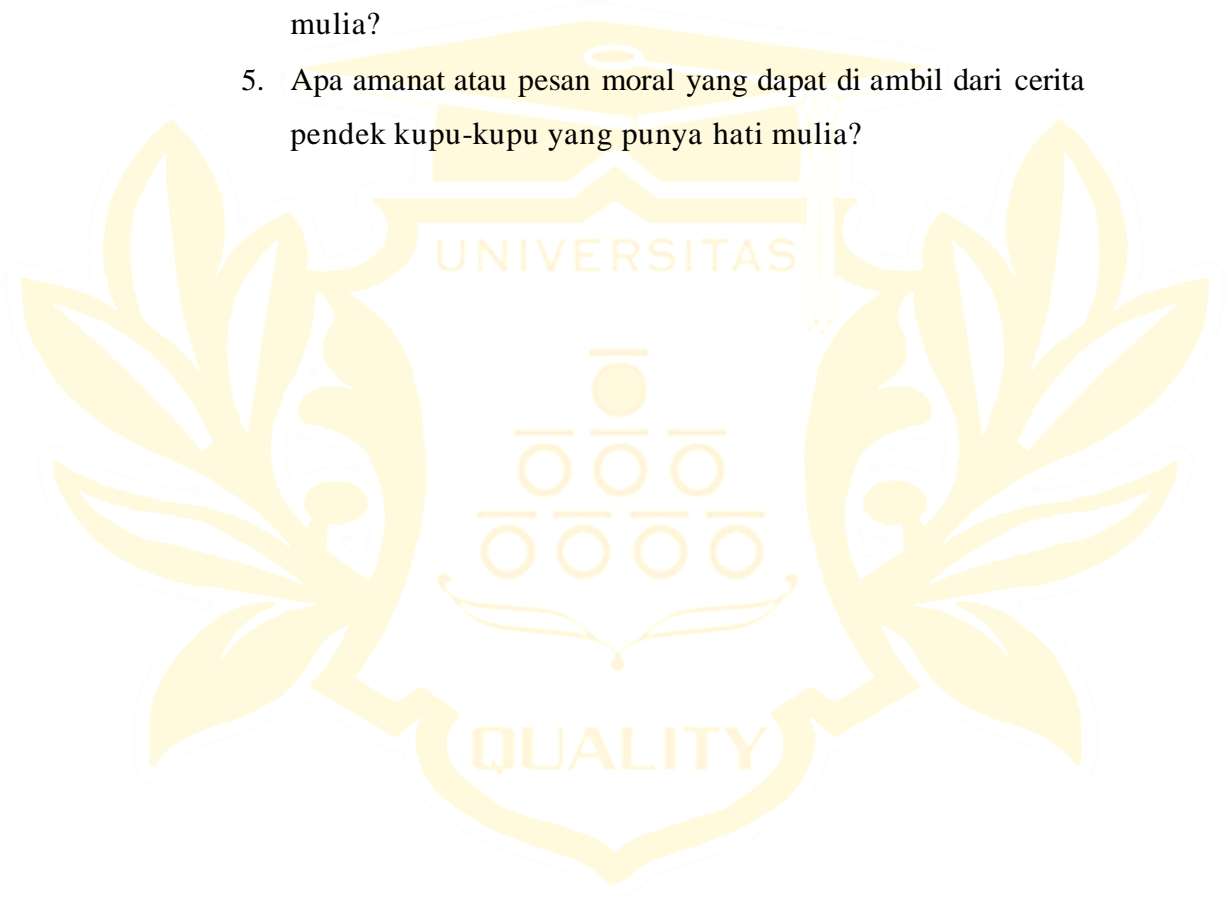 mulia?
5. Apa amanat atau pesan moral yang dapat di ambil dari cerita
pendek kupu-kupu yang punya hati mulia?
UNIVERSITAS
QUALITY